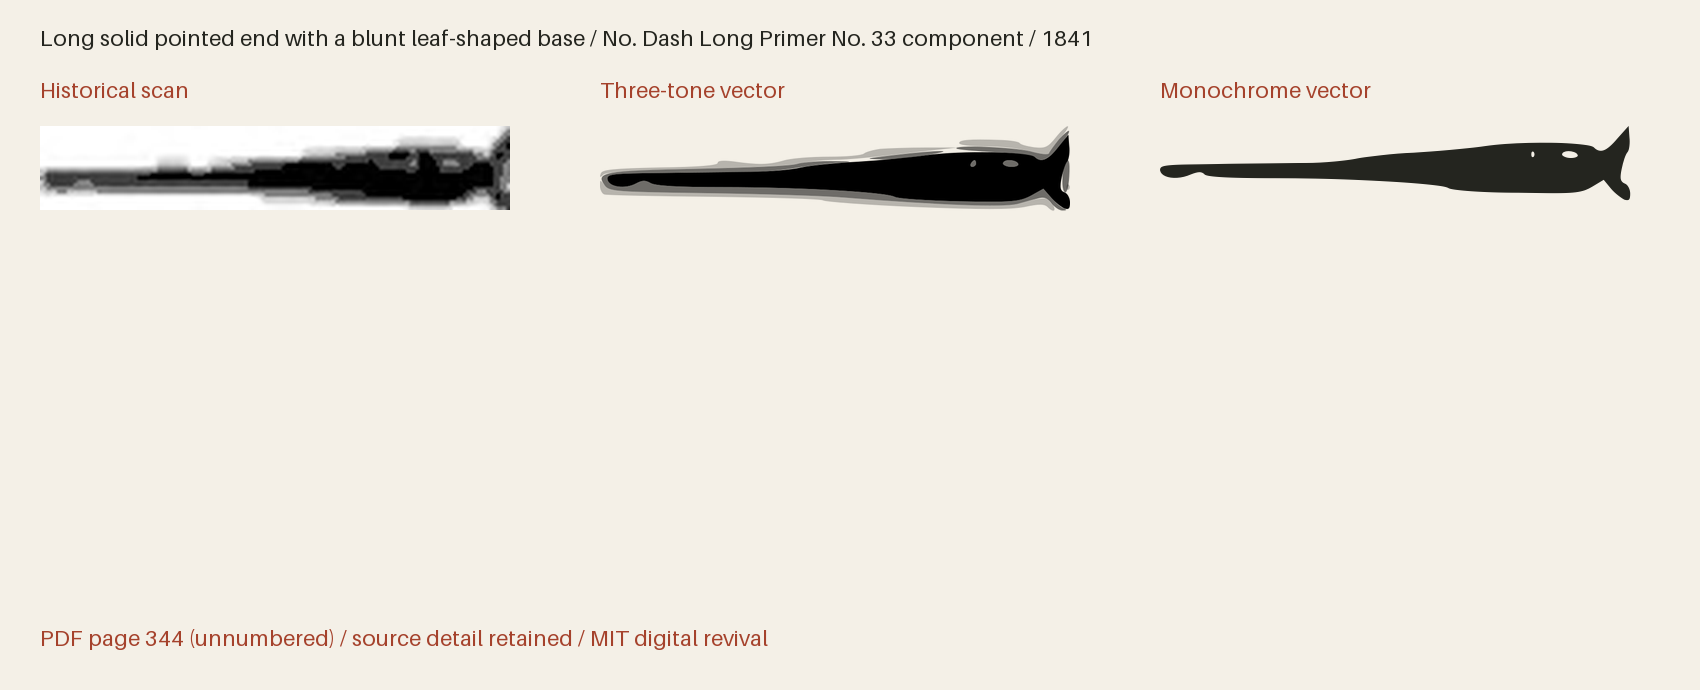 Long solid pointed end with a blunt leaf-shaped base / No. Dash Long Primer No. 33 component / 1841
Historical scan
Three-tone vector
Monochrome vector
PDF page 344 (unnumbered) / source detail retained / MIT digital revival